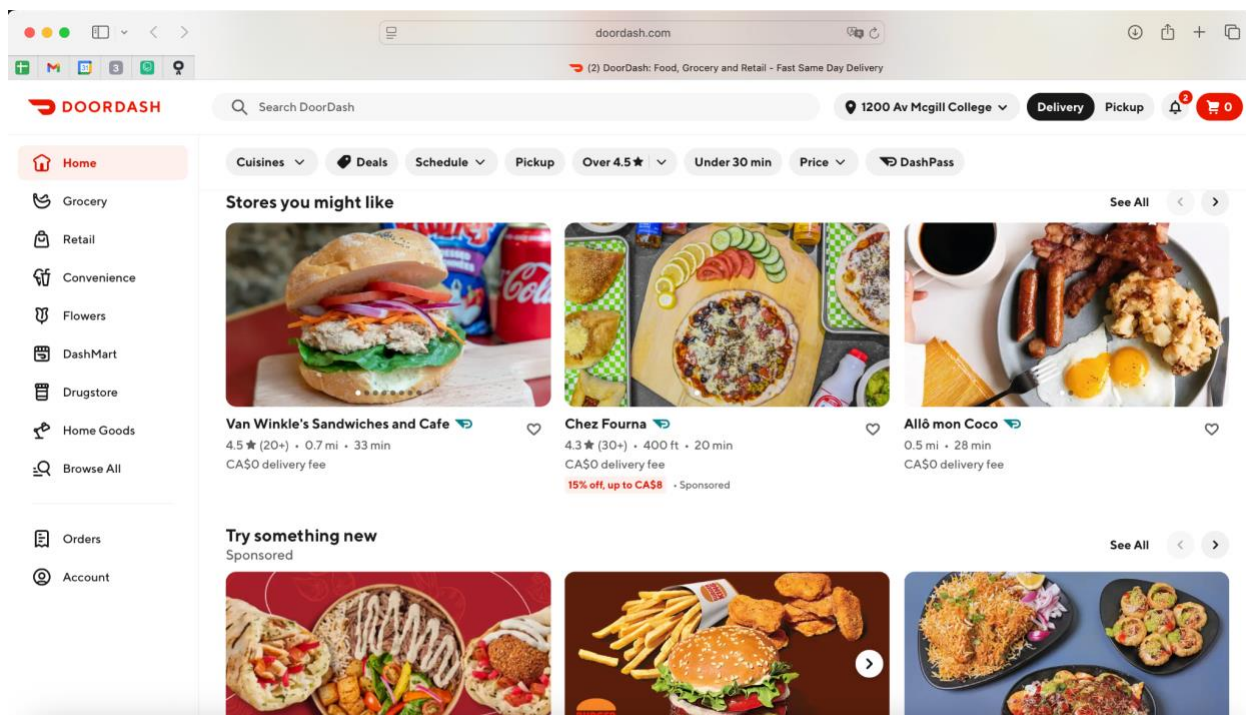 doordash.com
31
3
(2) DoorDash: Food, Grocery and Retail - Fast Same Day Delivery
DOORDASH
Search DoorDash
1200 Av Mcgill College
Delivery
Pickup
2
0
Home
Grocery
Retail
Convenience
Flowers
DashMart
Drugstore
Home Goods
Browse All
Orders
Account
Cuisines
Deals
Schedule
Pickup
Over 4.5★
Under 30 min
Price
DashPass
Stores you might like
See All
Van Winkle's Sandwiches and Cafe
4.5 ★ (20+) • 0.7 mi • 33 min
CA$0 delivery fee
Chez Fourna
4.3 ★ (30+) • 400 ft • 20 min
CA$0 delivery fee
15% off, up to CA$8 • Sponsored
Allô mon Coco
0.5 mi • 28 min
CA$0 delivery fee
Try something new
See All
Sponsored